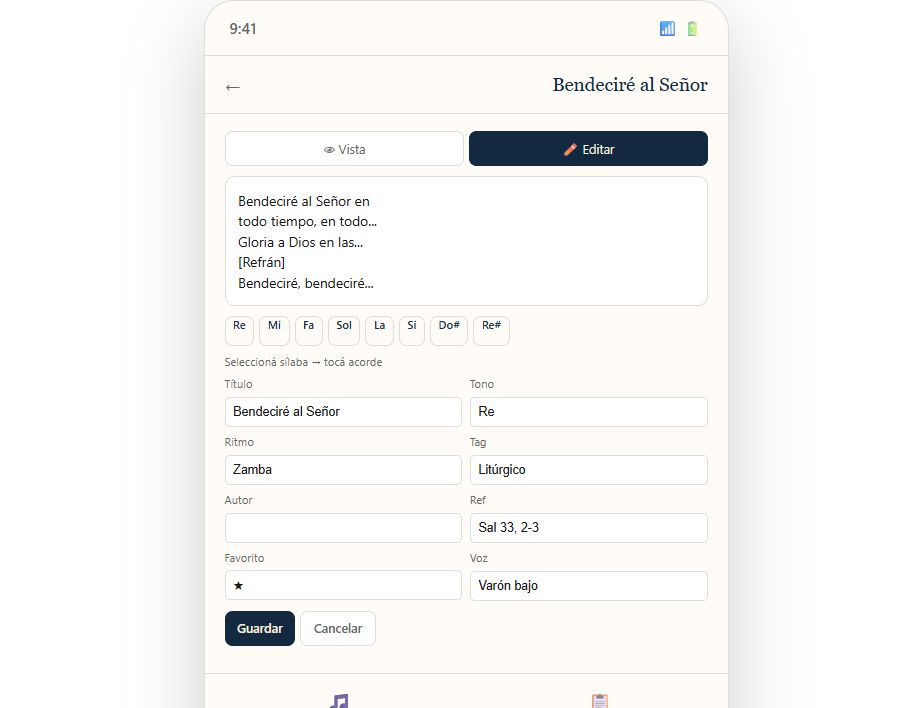 9:41
← Bendeciré al Señor
Vista
Editar
Bendeciré al Señor en
todo tiempo, en todo...
Gloria a Dios en las...
[Refrán]
Bendeciré, bendeciré...
Re Mi Fa Sol La Si Do# Re#
Seleccioná sílaba → tocá acorde
Título Tono
Bendeciré al Señor Re
Ritmo Tag
Zamba Litúrgico
Autor Ref
Sal 33, 2-3
Favorito Voz
★ Varón bajo
Guardar Cancelar